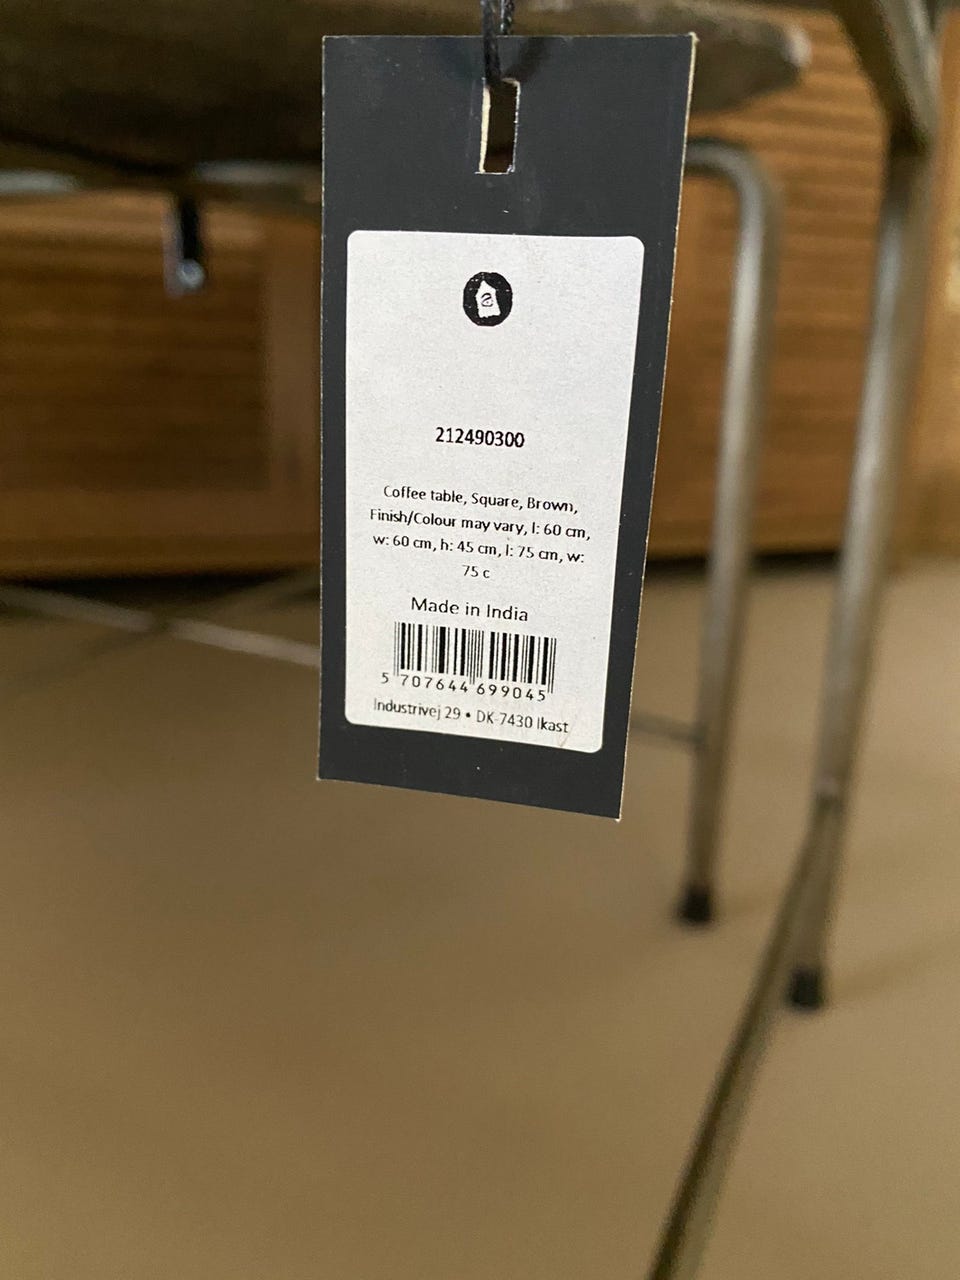 212490300
Coffee table, Square, Brown,
Finish/Colour may vary, l: 60 cm,
w: 60 cm, h: 45 cm, l: 75 cm, w:
75 c
Made in India
5 707644 699045
Industrivej 29 • DK-7430 Ikast